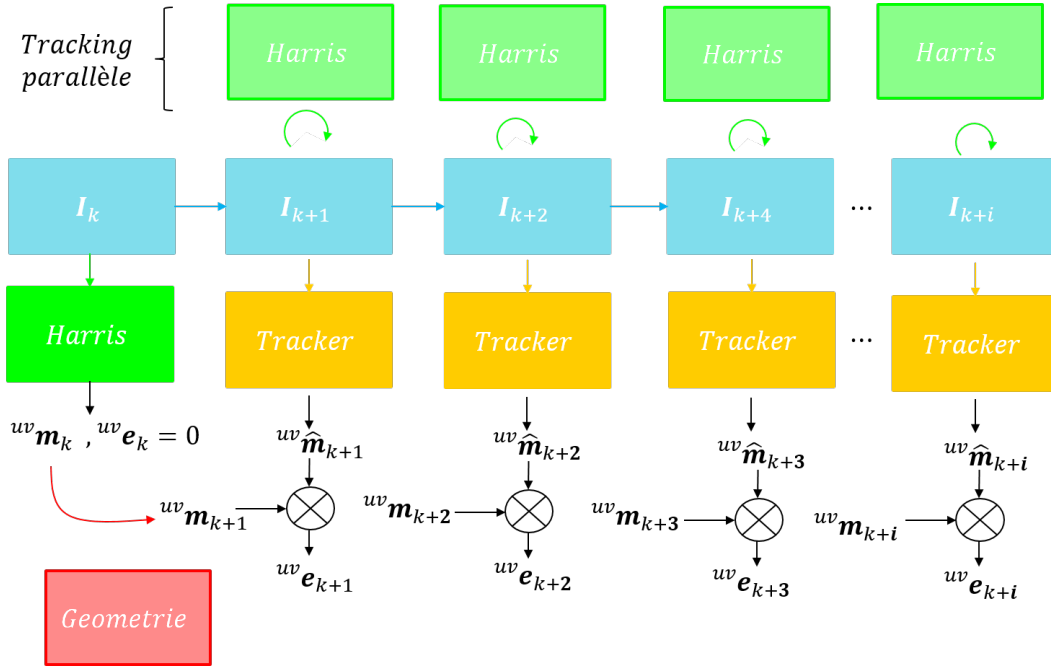 Tracking parallèle
Harris Harris Harris Harris
I_k I_{k+1} I_{k+2} I_{k+4} ... I_{k+i}
Harris Tracker Tracker Tracker ... Tracker
^{uv}m_k , ^{uv}e_k = 0 ^{uv}m̂_{k+1} ^{uv}m̂_{k+2} ^{uv}m̂_{k+3} ^{uv}m̂_{k+i}
^{uv}m_{k+1} ^{uv}m_{k+2} ^{uv}m_{k+3} ^{uv}m_{k+i}
^{uv}e_{k+1} ^{uv}e_{k+2} ^{uv}e_{k+3} ^{uv}e_{k+i}
Geometrie